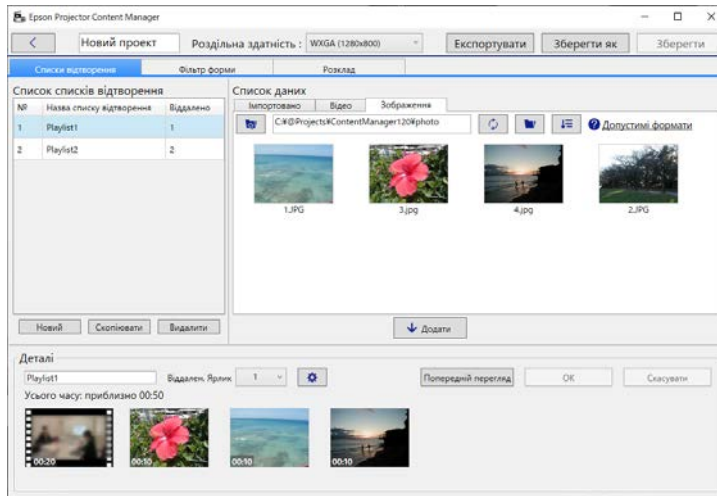 Epson Projector Content Manager
Новий проект Роздільна здатність : WXGA (1280x800) Експортувати Зберегти як Зберегти
Списки відтворення Фільтр форми Розклад
Список списків відтворення
№ Назва списку відтворення Віддалено
1 Playlist1 1
2 Playlist2 2
Новий Скопіювати Видалити
Список даних
Імпортовано Відео Зображення
C:¥@Projects¥ContentManager120¥photo Допустимі формати
1.JPG 3.jpg 4.jpg 2.JPG
Додати
Деталі
Playlist1 Віддален. Ярлик 1 Попередній перегляд OK Скасувати
Усього часу: приблизно 00:50
00:20 00:10 00:10 00:10